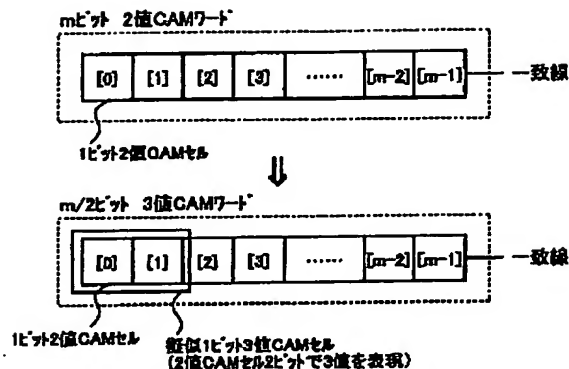 mビット 2値CAMワード
[0] [1] [2] [3] …… [m-2] [m-1] 一致線
1ビット2値CAMセル
⇓
m/2ビット 3値CAMワード
[0] [1] [2] [3] …… [m-2] [m-1] 一致線
1ビット2値CAMセル
擬似1ビット3値CAMセル
(2値CAMセル2ビットで3値を表現)